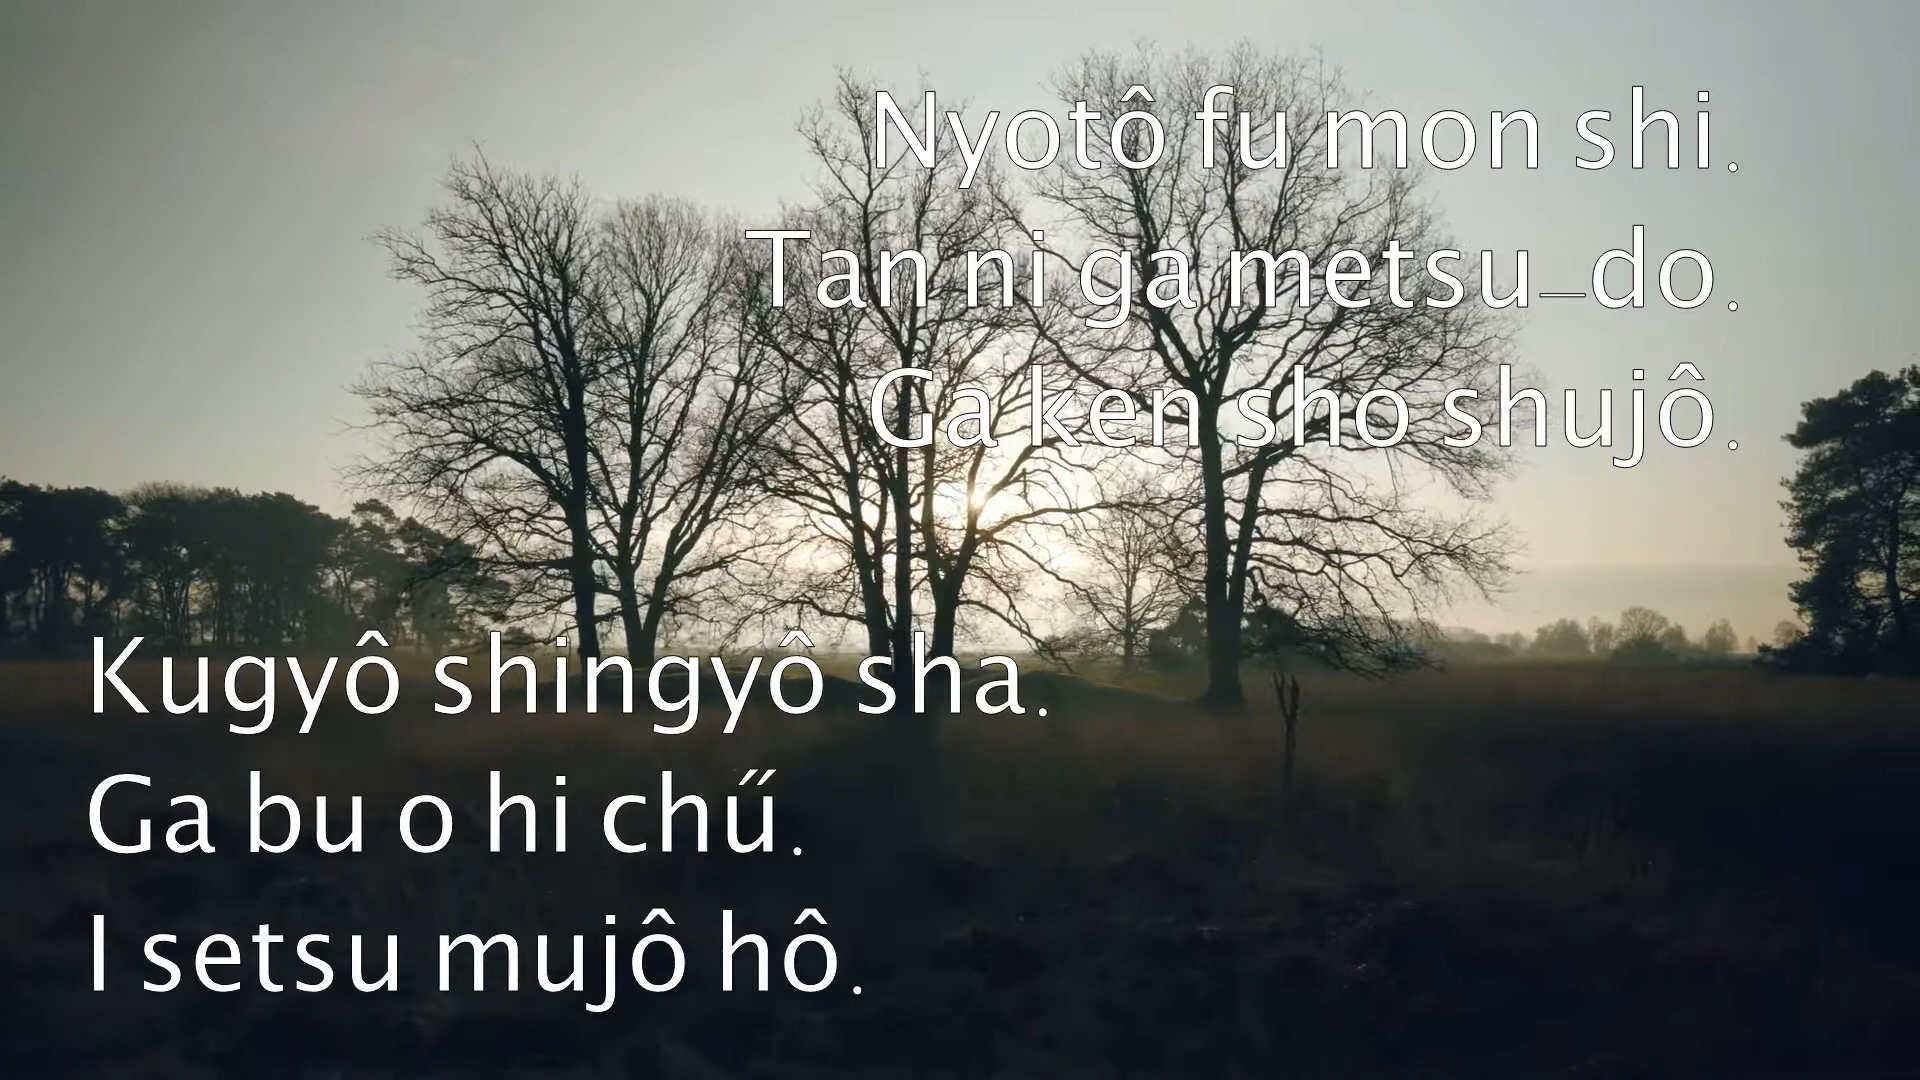 Kugyô shingyô sha.
Ga bu o hi chű.
I setsu mujô hô.
Nyotô fu mon shi.
Tan ni ga metsu–do.
Ga ken sho shujô.